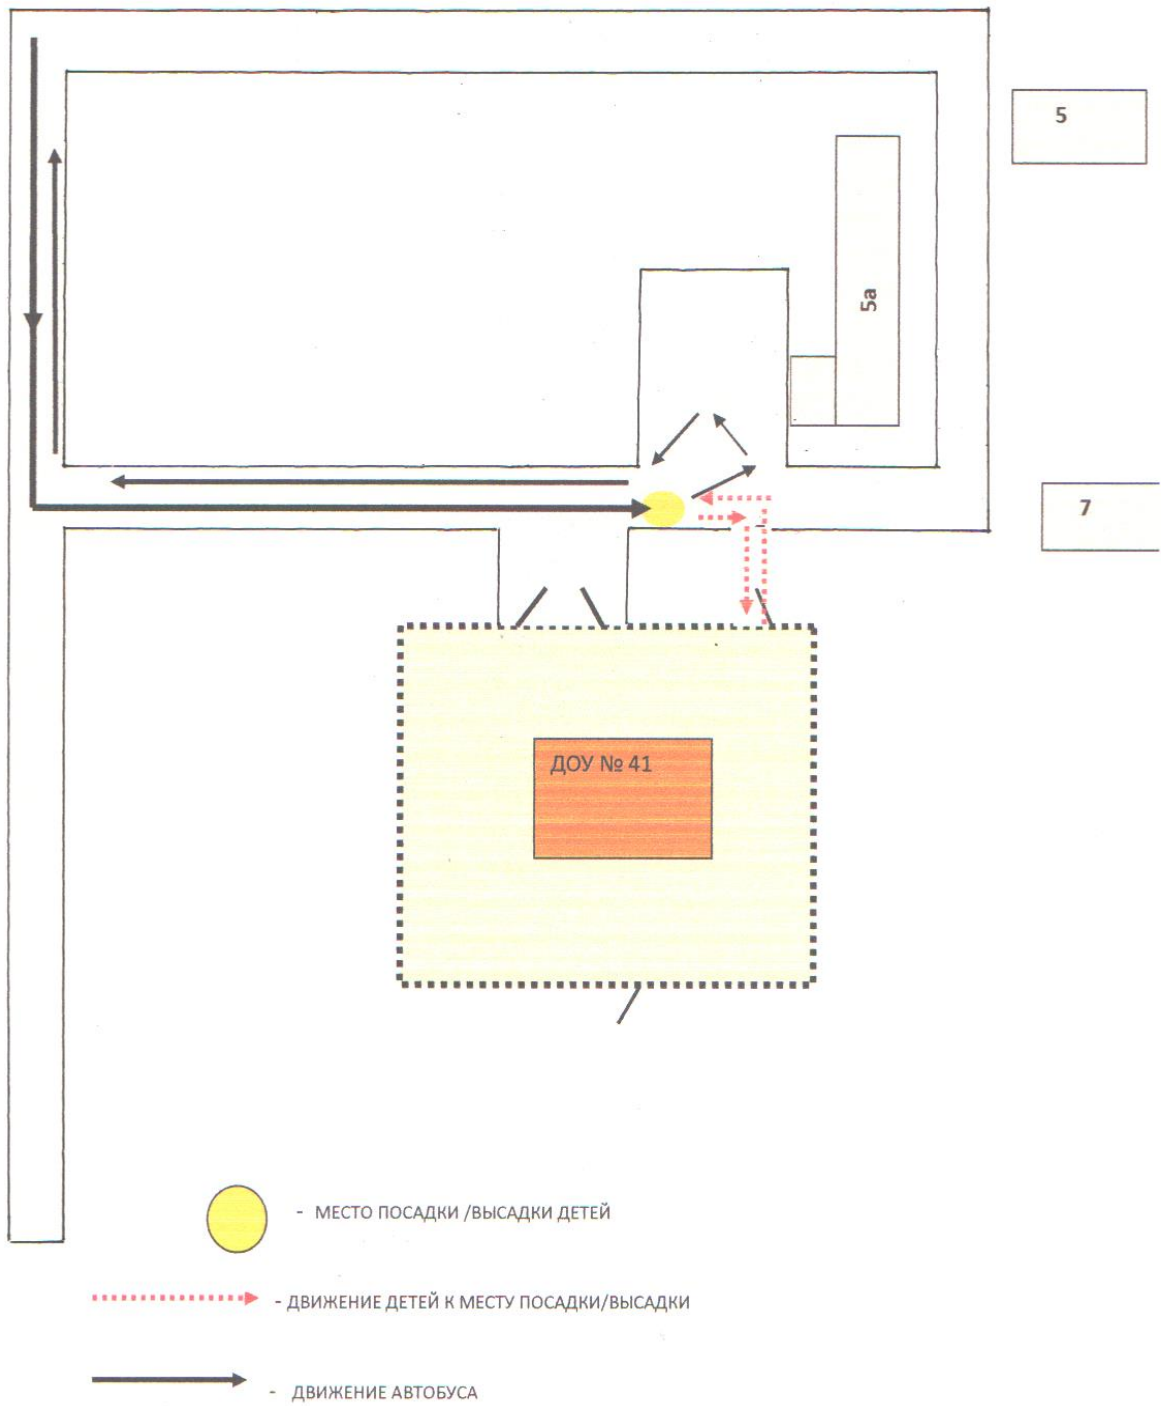 5
5а
7
ДОУ № 41
- МЕСТО ПОСАДКИ /ВЫСАДКИ ДЕТЕЙ
- ДВИЖЕНИЕ ДЕТЕЙ К МЕСТУ ПОСАДКИ/ВЫСАДКИ
- ДВИЖЕНИЕ АВТОБУСА